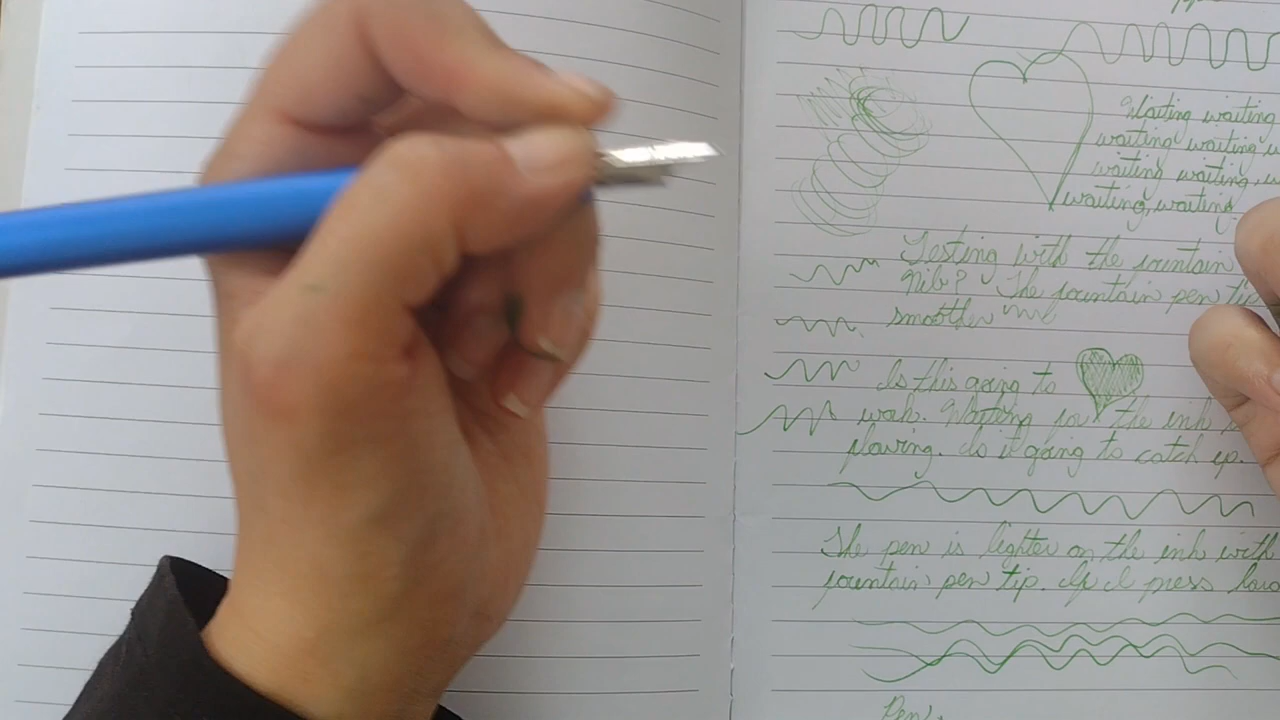 Waiting waiting
waiting waiting
waiting waiting,
waiting, waiting,
Testing with the fountain
Nib? The fountain pen tip
smoother
Is this going to
work. Waiting for the ink
flowing. Is it going to catch up.
The pen is lighter on the ink with
fountain pen tip. If I press hard
Pen